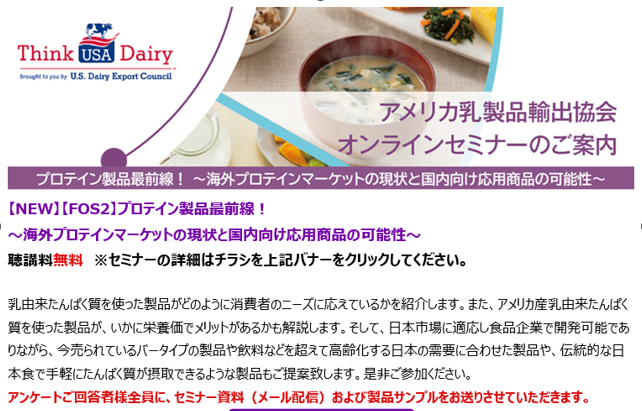 Think USA Dairy
brought to you by U.S. Dairy Export Council
アメリカ乳製品輸出協会
オンラインセミナーのご案内
プロテイン製品最前線！ ～海外プロテインマーケットの現状と国内向け応用商品の可能性～
【NEW】【FOS2】プロテイン製品最前線！
～海外プロテインマーケットの現状と国内向け応用商品の可能性～
聴講料無料 ※セミナーの詳細はチラシを上記バナーをクリックしてください。
乳由来たんぱく質を使った製品がどのように消費者のニーズに応えているかを紹介します。また、アメリカ産乳由来たんぱく
質を使った製品が、いかに栄養価でメリットがあるかも解説します。そして、日本市場に適応し食品企業で開発可能であ
りながら、今売られているバータイプの製品や飲料などを超えて高齢化する日本の需要に合わせた製品や、伝統的な日
本食で手軽にたんぱく質が摂取できるような製品もご提案致します。是非ご参加ください。
アンケートご回答者様全員に、セミナー資料（メール配信）および製品サンプルをお送りさせていただきます．